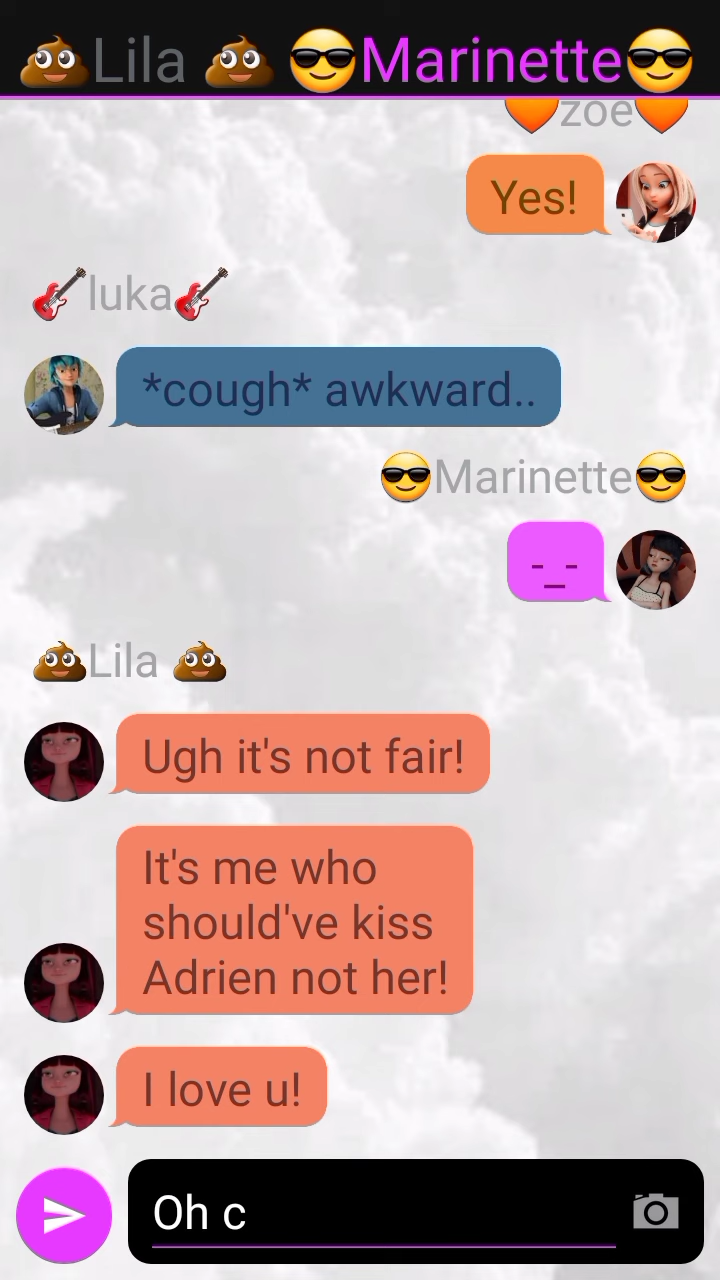 💩Lila 💩 😎Marinette😎
🧡zoe🧡
Yes!
🎸luka🎸
*cough* awkward..
😎Marinette😎
- -
_
💩Lila 💩
Ugh it's not fair!
It's me who
should've kiss
Adrien not her!
I love u!
Oh c